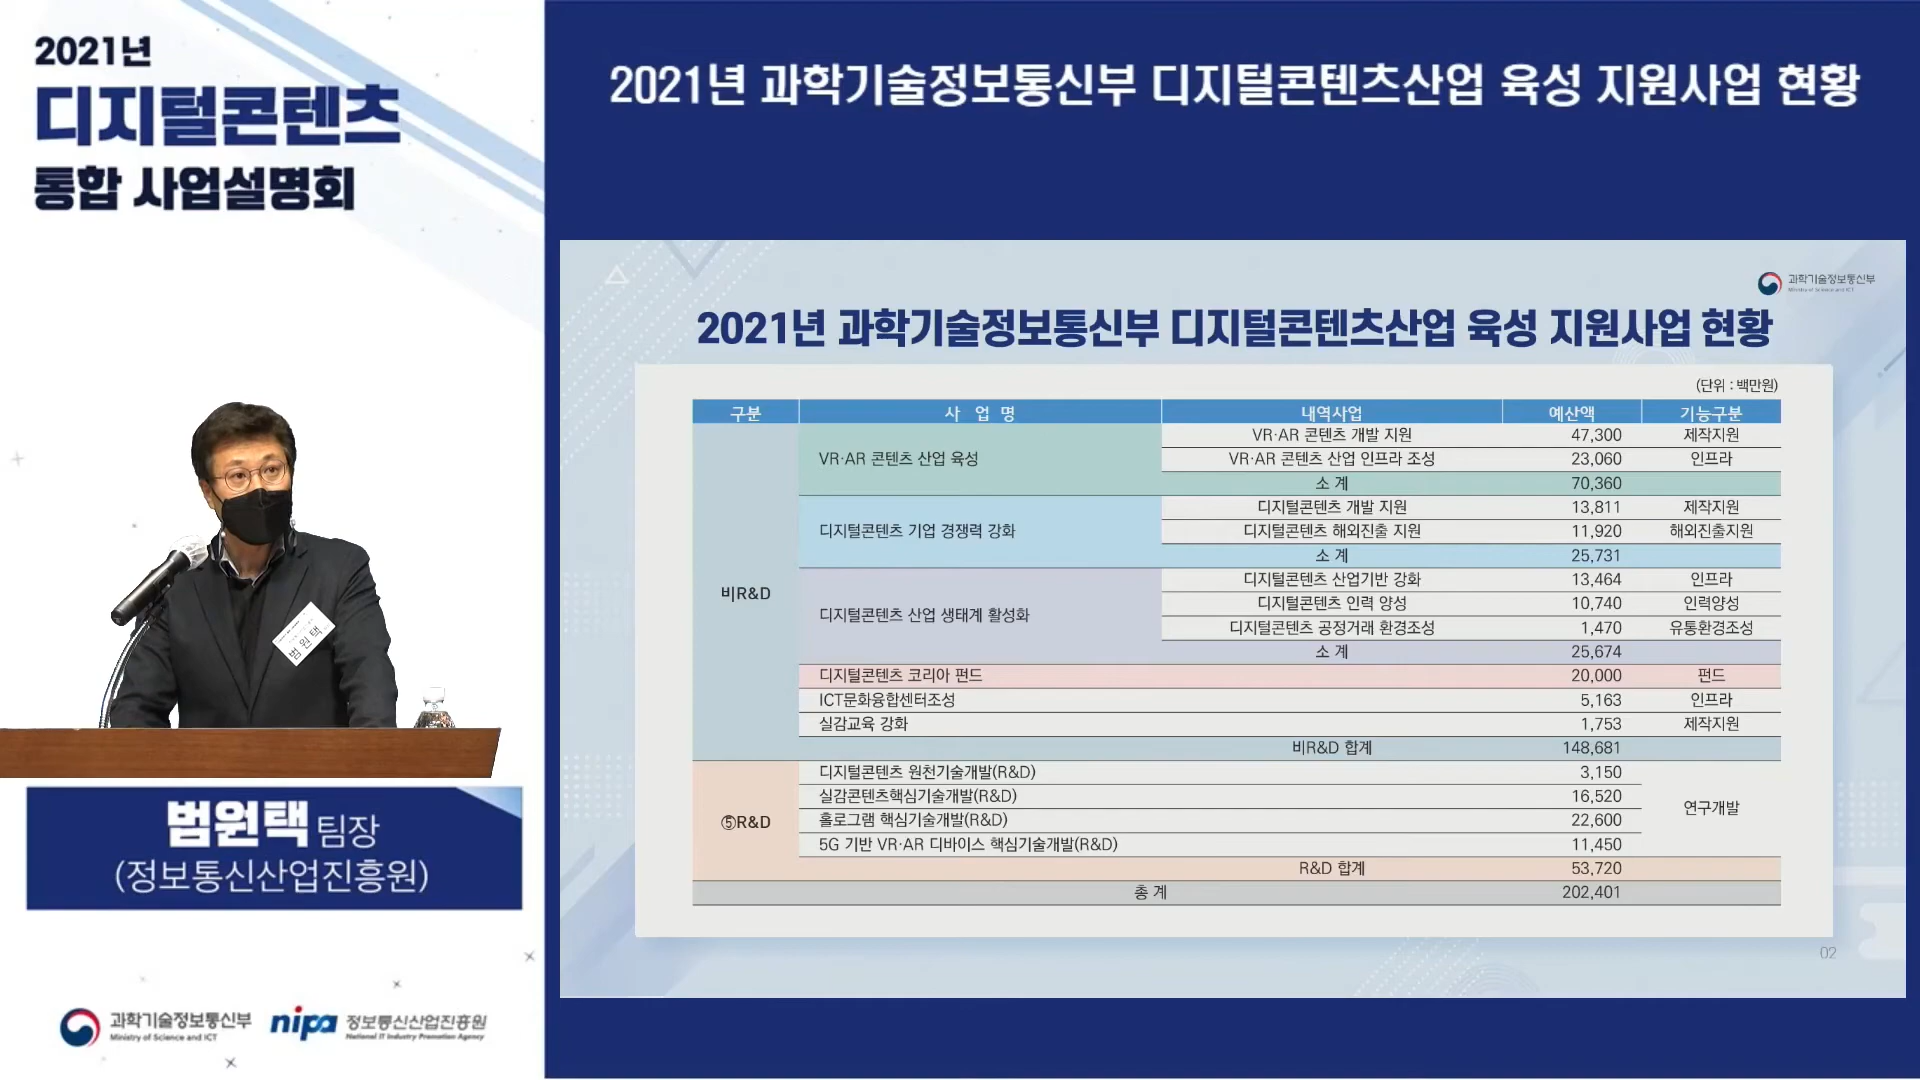 2021년
디지털콘텐츠
통합 사업설명회
범원택
범원택 팀장
(정보통신산업진흥원)
과학기술정보통신부
Ministry of Science and ICT
nipa 정보통신산업진흥원
National IT Industry Promotion Agency
2021년 과학기술정보통신부 디지털콘텐츠산업 육성 지원사업 현황
과학기술정보통신부
Ministry of Science and ICT
2021년 과학기술정보통신부 디지털콘텐츠산업 육성 지원사업 현황
(단위 : 백만원)
구분 사 업 명 내역사업 예산액 기능구분
비R&D
VR·AR 콘텐츠 산업 육성
VR·AR 콘텐츠 개발 지원 47,300 제작지원
VR·AR 콘텐츠 산업 인프라 조성 23,060 인프라
소 계 70,360
디지털콘텐츠 기업 경쟁력 강화
디지털콘텐츠 개발 지원 13,811 제작지원
디지털콘텐츠 해외진출 지원 11,920 해외진출지원
소 계 25,731
디지털콘텐츠 산업 생태계 활성화
디지털콘텐츠 산업기반 강화 13,464 인프라
디지털콘텐츠 인력 양성 10,740 인력양성
디지털콘텐츠 공정거래 환경조성 1,470 유통환경조성
소 계 25,674
디지털콘텐츠 코리아 펀드 20,000 펀드
ICT문화융합센터조성 5,163 인프라
실감교육 강화 1,753 제작지원
비R&D 합계 148,681
⑤R&D
디지털콘텐츠 원천기술개발(R&D) 3,150
실감콘텐츠핵심기술개발(R&D) 16,520
연구개발
홀로그램 핵심기술개발(R&D) 22,600
5G 기반 VR·AR 디바이스 핵심기술개발(R&D) 11,450
R&D 합계 53,720
총 계 202,401
02